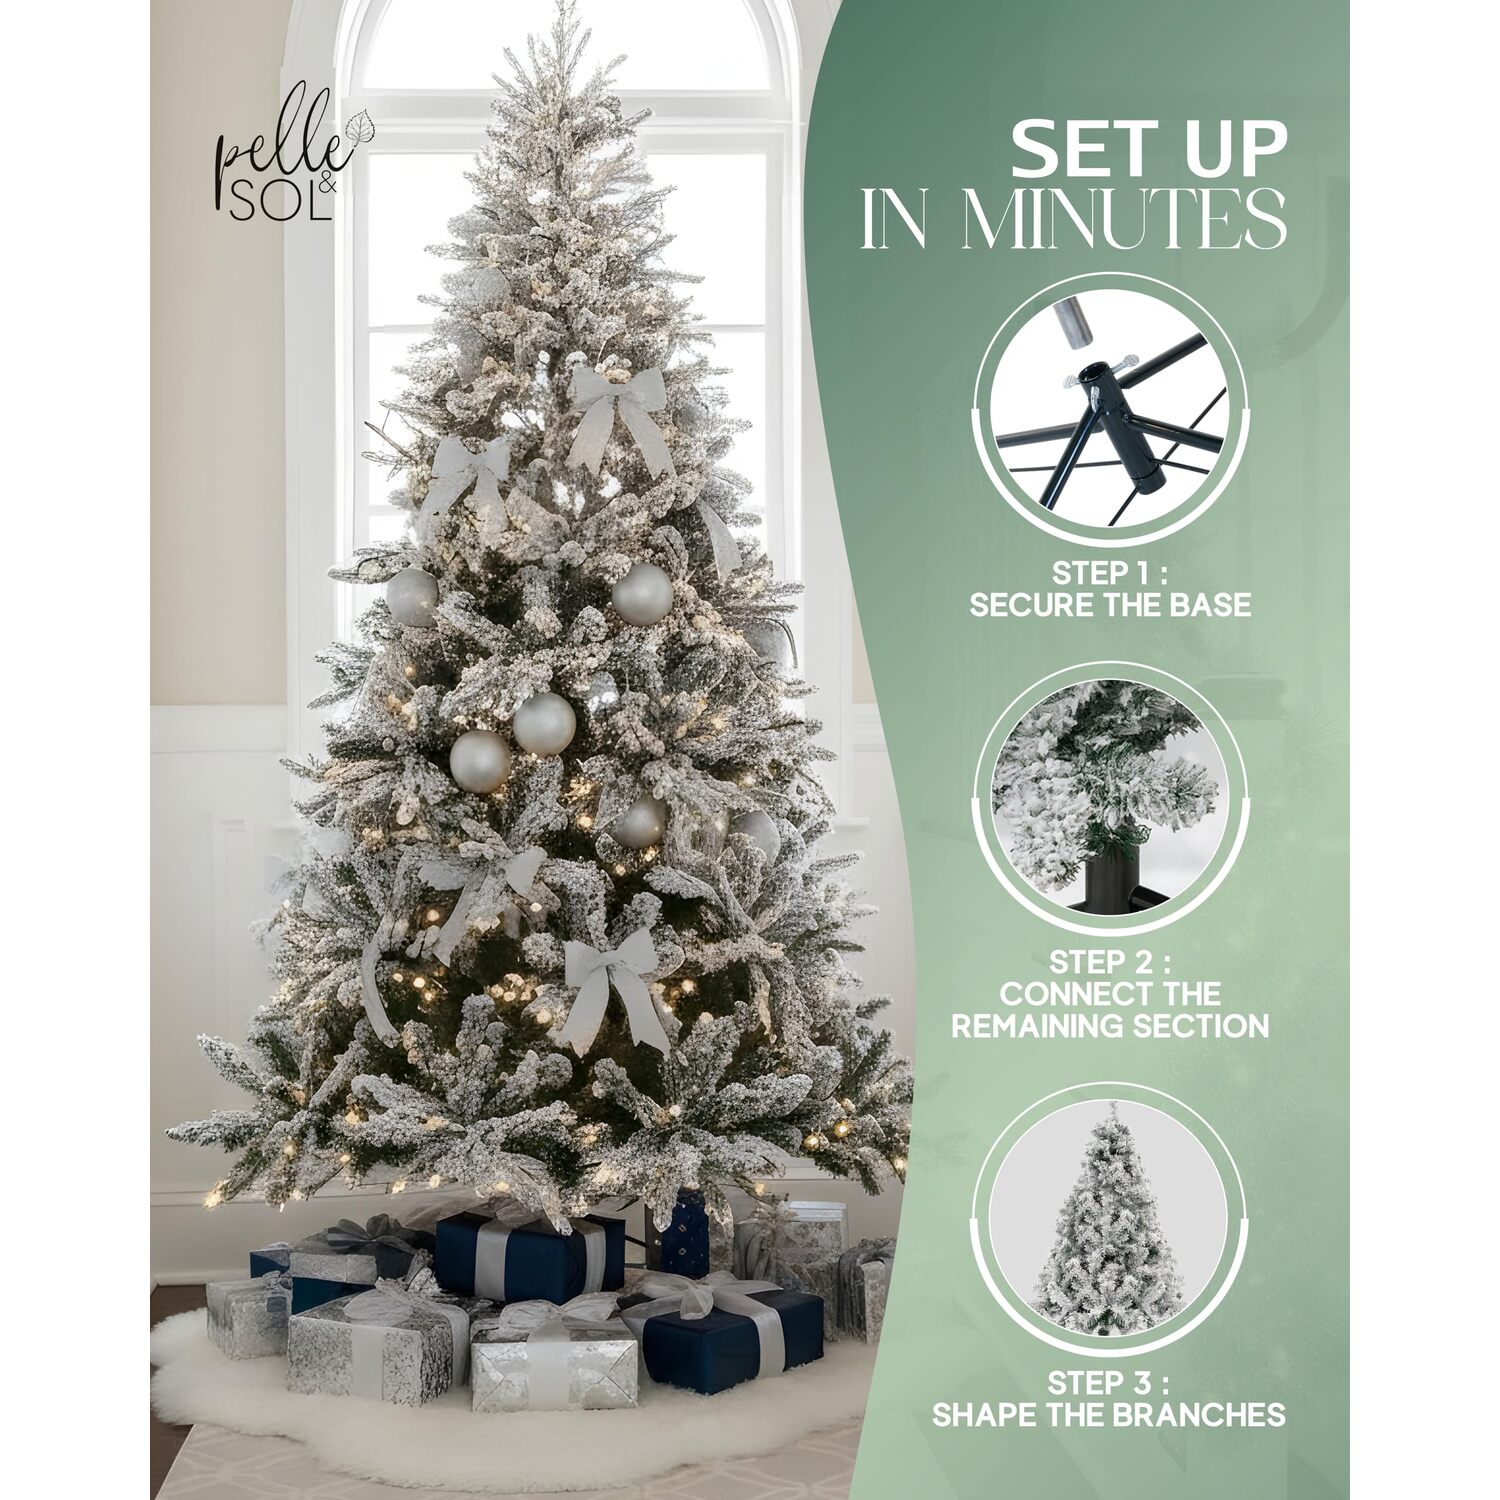 pelle
& SOL
SET UP
IN MINUTES
STEP 1 :
SECURE THE BASE
STEP 2 :
CONNECT THE
REMAINING SECTION
STEP 3 :
SHAPE THE BRANCHES